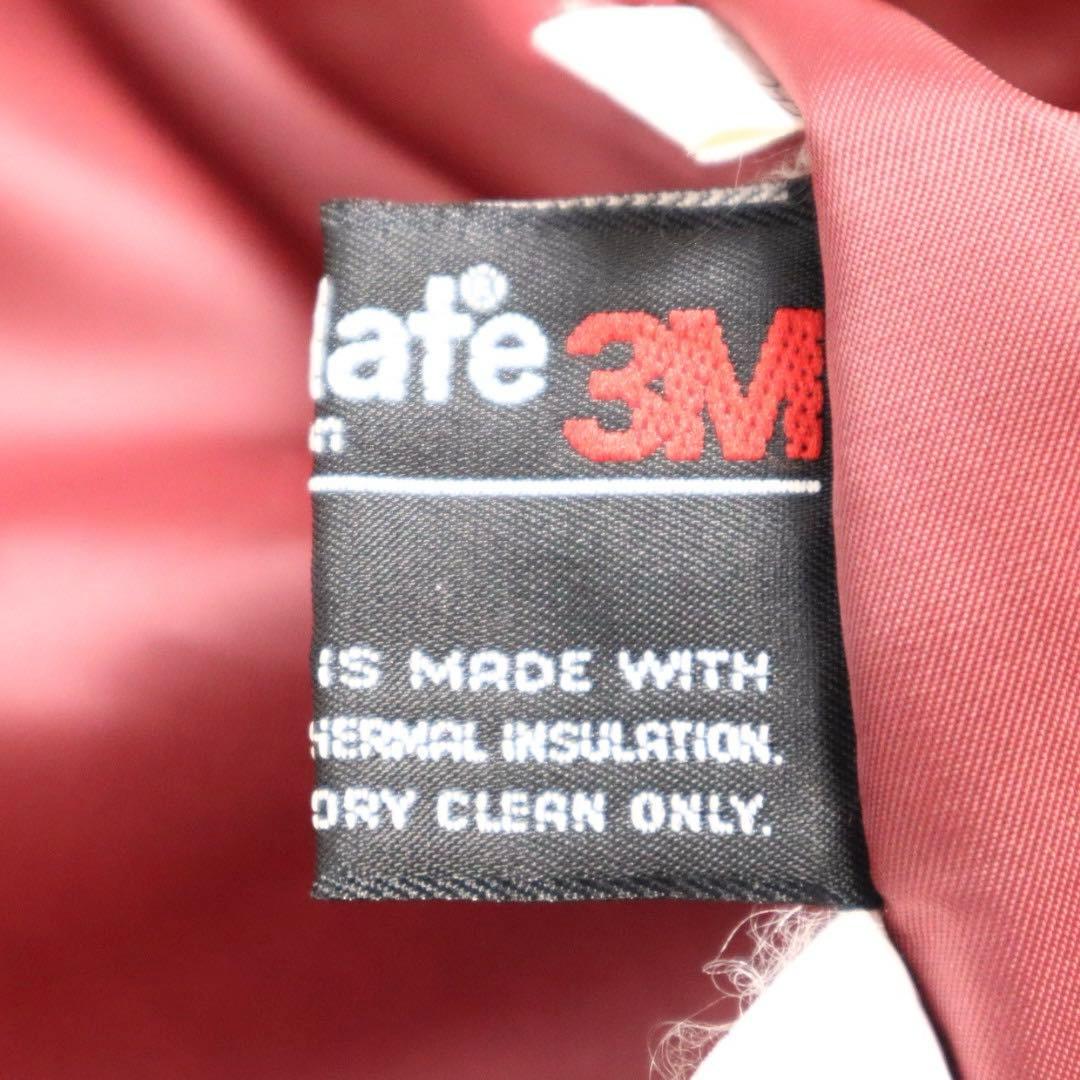 late® 3M
n
IS MADE WITH
HERMAL INSULATION.
DRY CLEAN ONLY.